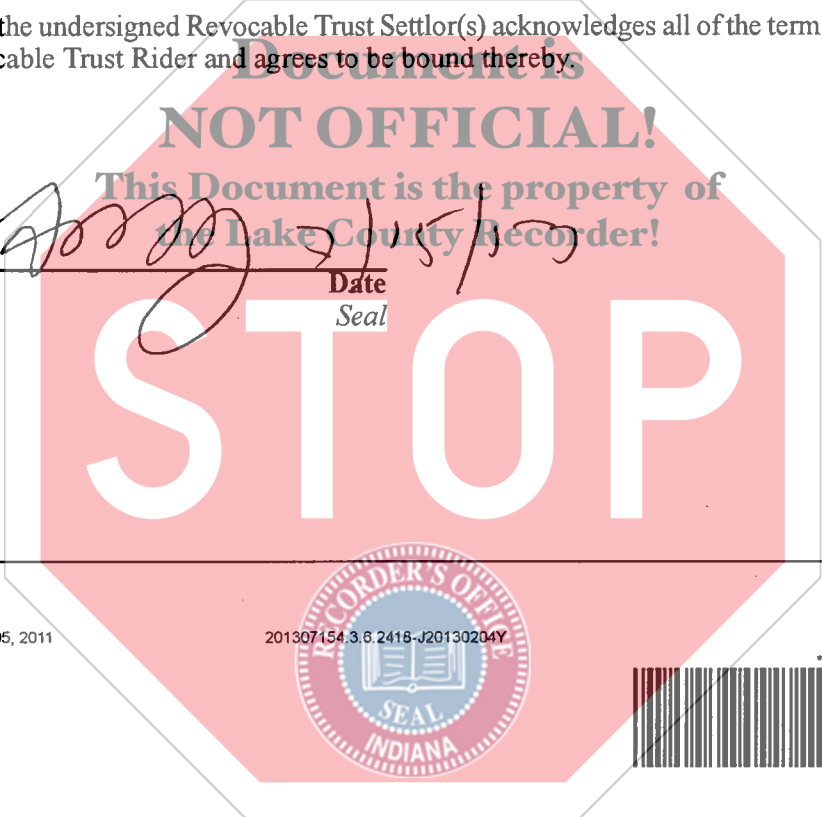 the undersigned Revocable Trust Settlor(s) acknowledges all of the term
cable Trust Rider and agrees to be bound thereby.
Document is
NOT OFFICIAL!
This Document is the property of
the Lake County Recorder!
Date
Seal
STOP
05, 2011
201307154.3.6.2416-J20130204Y
RECORDER'S OFFICE
SEAL
INDIANA